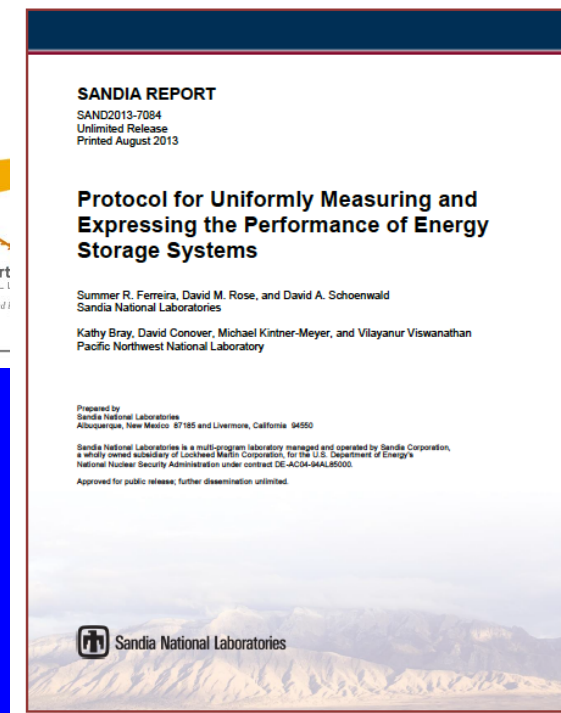 SANDIA REPORT
SAND2013-7084
Unlimited Release
Printed August 2013
Protocol for Uniformly Measuring and
Expressing the Performance of Energy
Storage Systems
Summer R. Ferreira, David M. Rose, and David A. Schoenwald
Sandia National Laboratories
Kathy Bray, David Conover, Michael Kintner-Meyer, and Vilayanur Viswanathan
Pacific Northwest National Laboratory
Prepared by
Sandia National Laboratories
Albuquerque, New Mexico 87185 and Livermore, California 94550
Sandia National Laboratories is a multi-program laboratory managed and operated by Sandia Corporation,
a wholly owned subsidiary of Lockheed Martin Corporation, for the U.S. Department of Energy's
National Nuclear Security Administration under contract DE-AC04-94AL85000.
Approved for public release; further dissemination unlimited.
Sandia National Laboratories